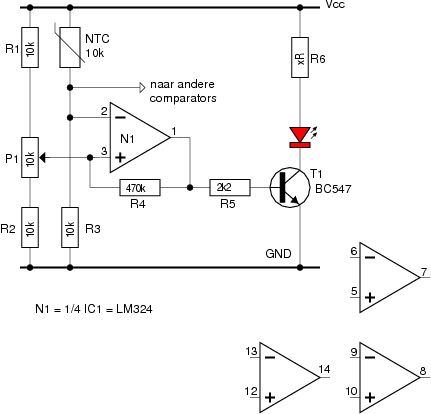 Vcc
R1
10k
NTC
10k
xR
R6
naar andere
comparators
2
N1
1
3
P1
10k
T1
BC547
470k
R4
2k2
R5
R2
10k
10k
R3
GND
6
7
5
N1 = 1/4 IC1 = LM324
13
14
12
9
8
10